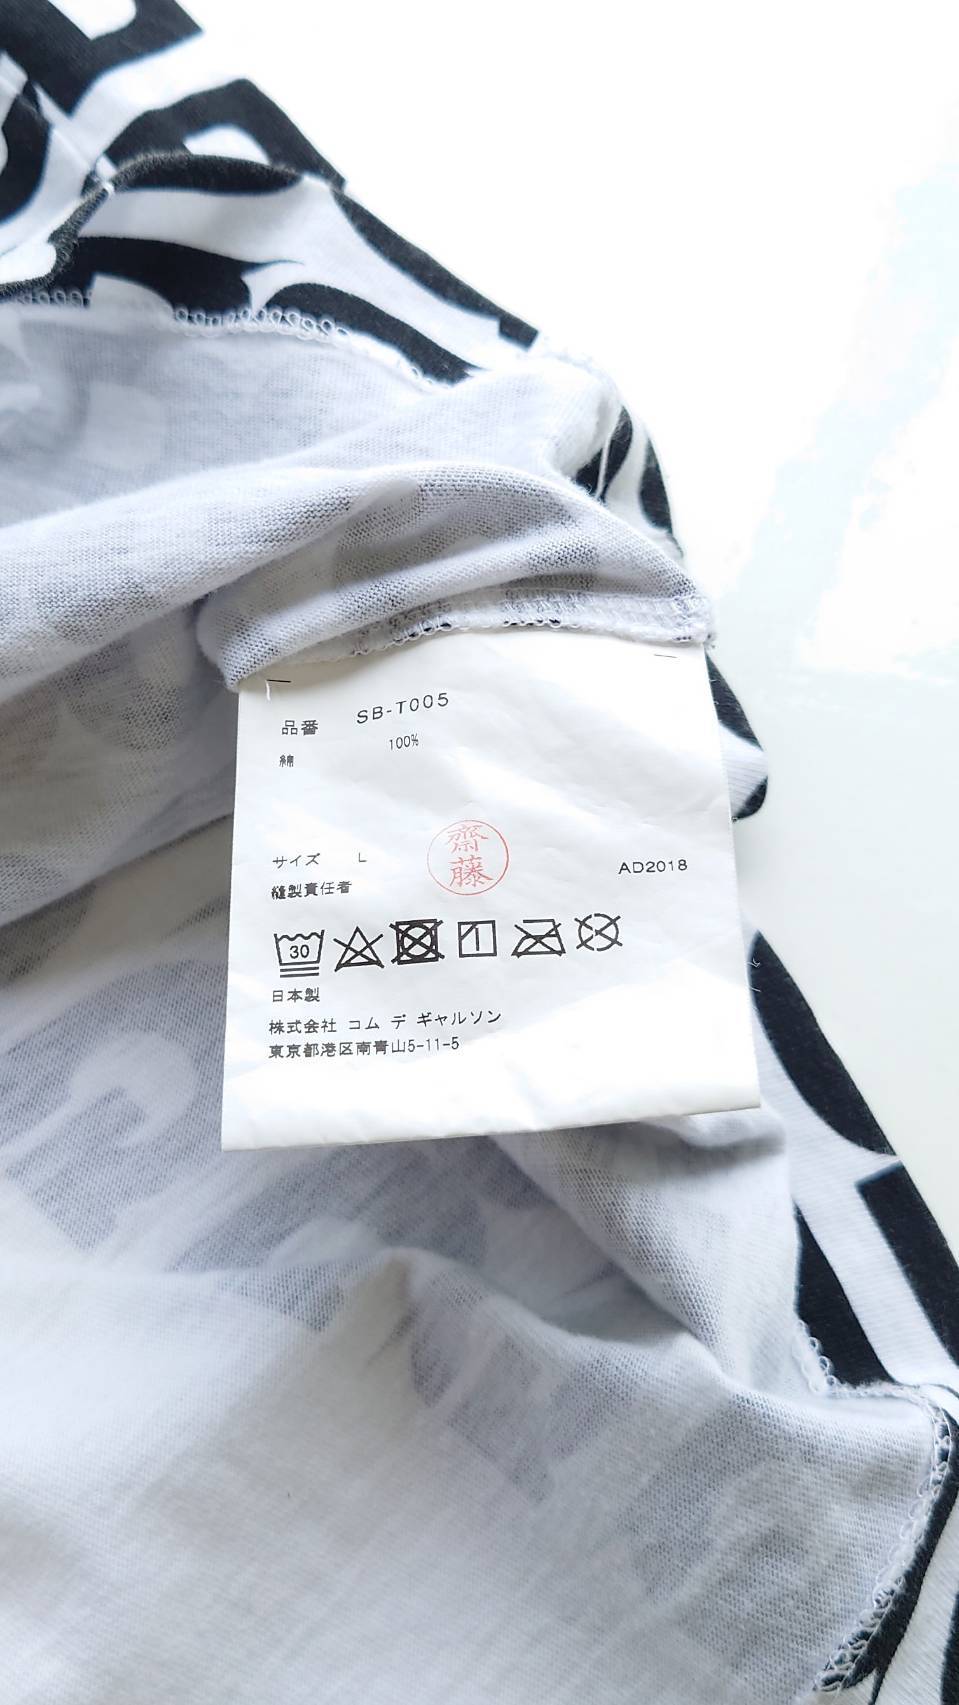 品番 SB-T005
綿 100%
サイズ L
縫製責任者
齋藤
AD2018
30
日本製
株式会社 コム デ ギャルソン
東京都港区南青山5-11-5